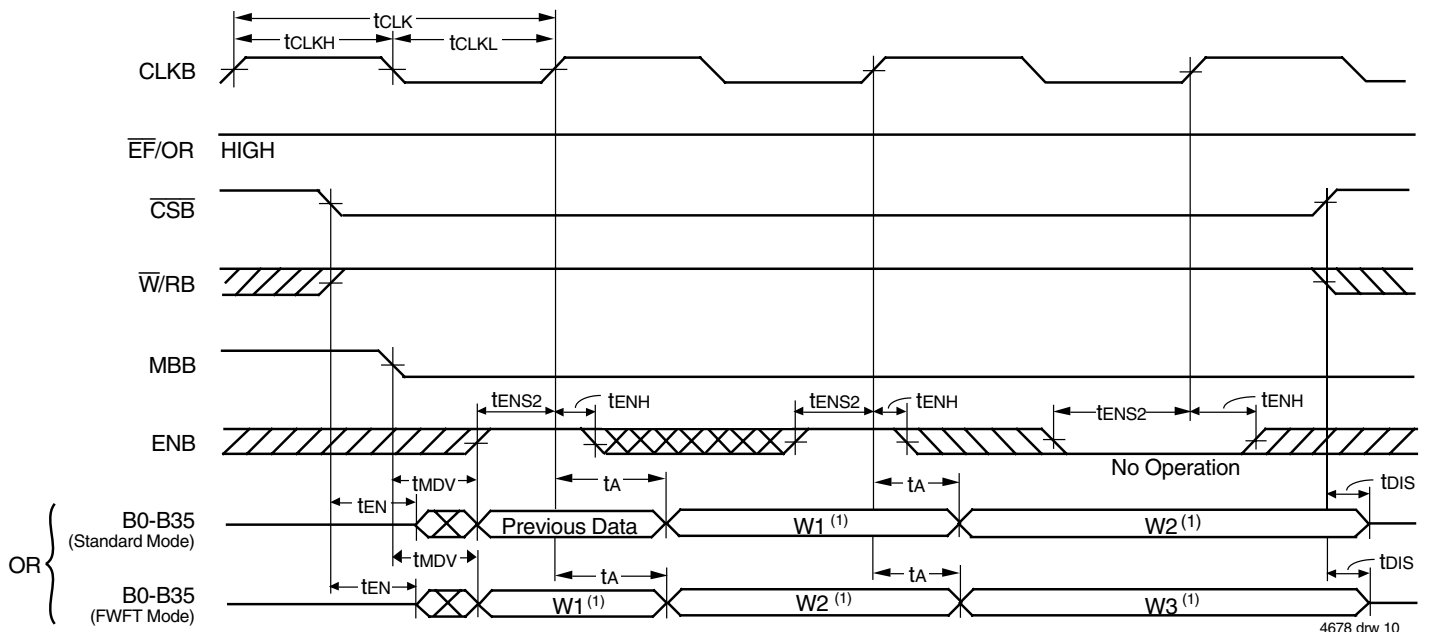 tCLK
tCLKH tCLKL
CLKB
EF/OR HIGH
CSB
W/RB
MBB
tENS2 tENH tENS2 tENH tENS2 tENH
ENB
No Operation
tMDV tA tA tDIS
tEN
B0-B35 Previous Data W1 (1) W2 (1)
(Standard Mode)
OR
tMDV tDIS
tEN tA tA
B0-B35 W1 (1) W2 (1) W3 (1)
(FWFT Mode)
4678 drw 10